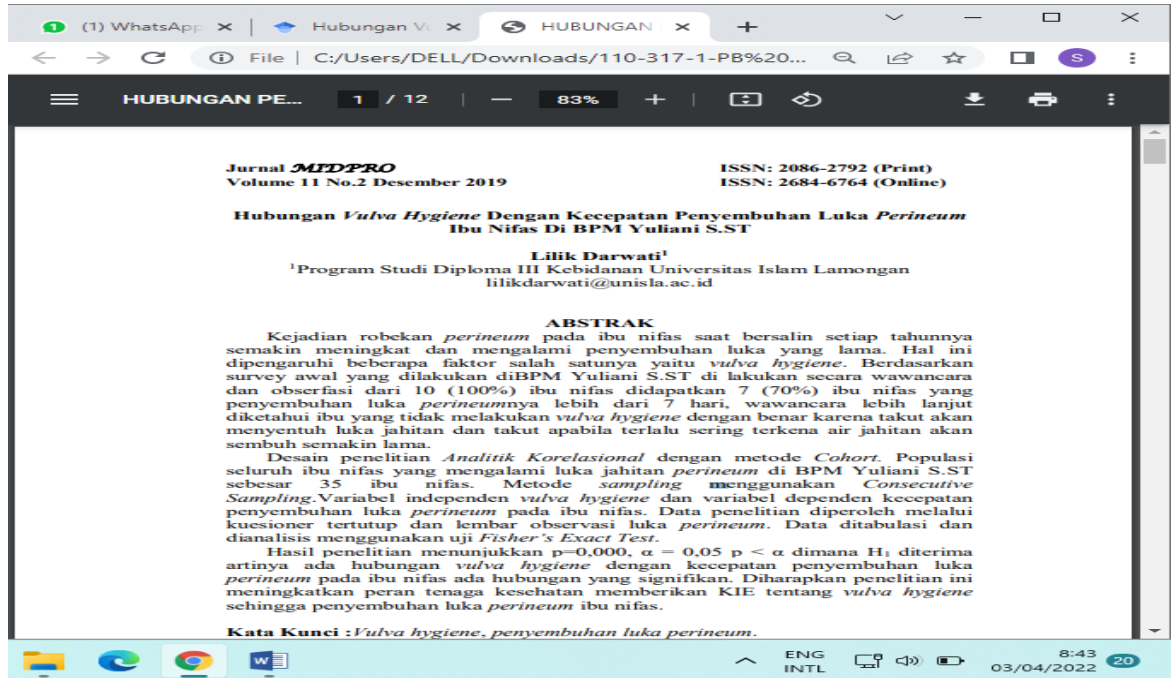 (1) WhatsApp
Hubungan Vu
HUBUNGAN
File | C:/Users/DELL/Downloads/110-317-1-PB%20...
S
HUBUNGAN PE...
1 / 12
83%
Jurnal MIDPRO
ISSN: 2086-2792 (Print)
Volume 11 No.2 Desember 2019
ISSN: 2684-6764 (Online)
Hubungan Vulva Hygiene Dengan Kecepatan Penyembuhan Luka Perineum
Ibu Nifas Di BPM Yuliani S.ST
Lilik Darwati¹
¹Program Studi Diploma III Kebidanan Universitas Islam Lamongan
lilikdarwati@unisla.ac.id
ABSTRAK
Kejadian robekan perineum pada ibu nifas saat bersalin setiap tahunnya
semakin meningkat dan mengalami penyembuhan luka yang lama. Hal ini
dipengaruhi beberapa faktor salah satunya yaitu vulva hygiene. Berdasarkan
survey awal yang dilakukan diBPM Yuliani S.ST di lakukan secara wawancara
dan obserfasi dari 10 (100%) ibu nifas didapatkan 7 (70%) ibu nifas yang
penyembuhan luka perineumnya lebih dari 7 hari, wawancara lebih lanjut
diketahui ibu yang tidak melakukan vulva hygiene dengan benar karena takut akan
menyentuh luka jahitan dan takut apabila terlalu sering terkena air jahitan akan
sembuh semakin lama.
Desain penelitian Analitik Korelasional dengan metode Cohort. Populasi
seluruh ibu nifas yang mengalami luka jahitan perineum di BPM Yuliani S.ST
sebesar 35 ibu nifas. Metode sampling menggunakan Consecutive
Sampling.Variabel independen vulva hygiene dan variabel dependen kecepatan
penyembuhan luka perineum pada ibu nifas. Data penelitian diperoleh melalui
kuesioner tertutup dan lembar observasi luka perineum. Data ditabulasi dan
dianalisis menggunakan uji Fisher's Exact Test.
Hasil penelitian menunjukkan p=0,000, α = 0,05 p < α dimana H₁ diterima
artinya ada hubungan vulva hygiene dengan kecepatan penyembuhan luka
perineum pada ibu nifas ada hubungan yang signifikan. Diharapkan penelitian ini
meningkatkan peran tenaga kesehatan memberikan KIE tentang vulva hygiene
sehingga penyembuhan luka perineum ibu nifas.
Kata Kunci :Vulva hygiene, penyembuhan luka perineum.
ENG
INTL
8:43
03/04/2022
20